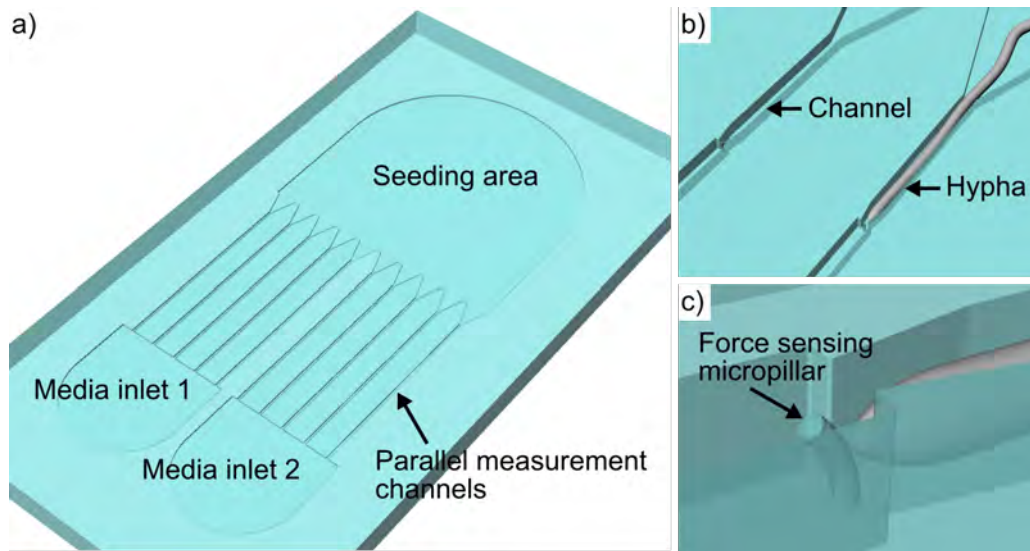 a)
Seeding area
Media inlet 1
Media inlet 2
Parallel measurement
channels
b)
Channel
Hypha
c)
Force sensing
micropillar